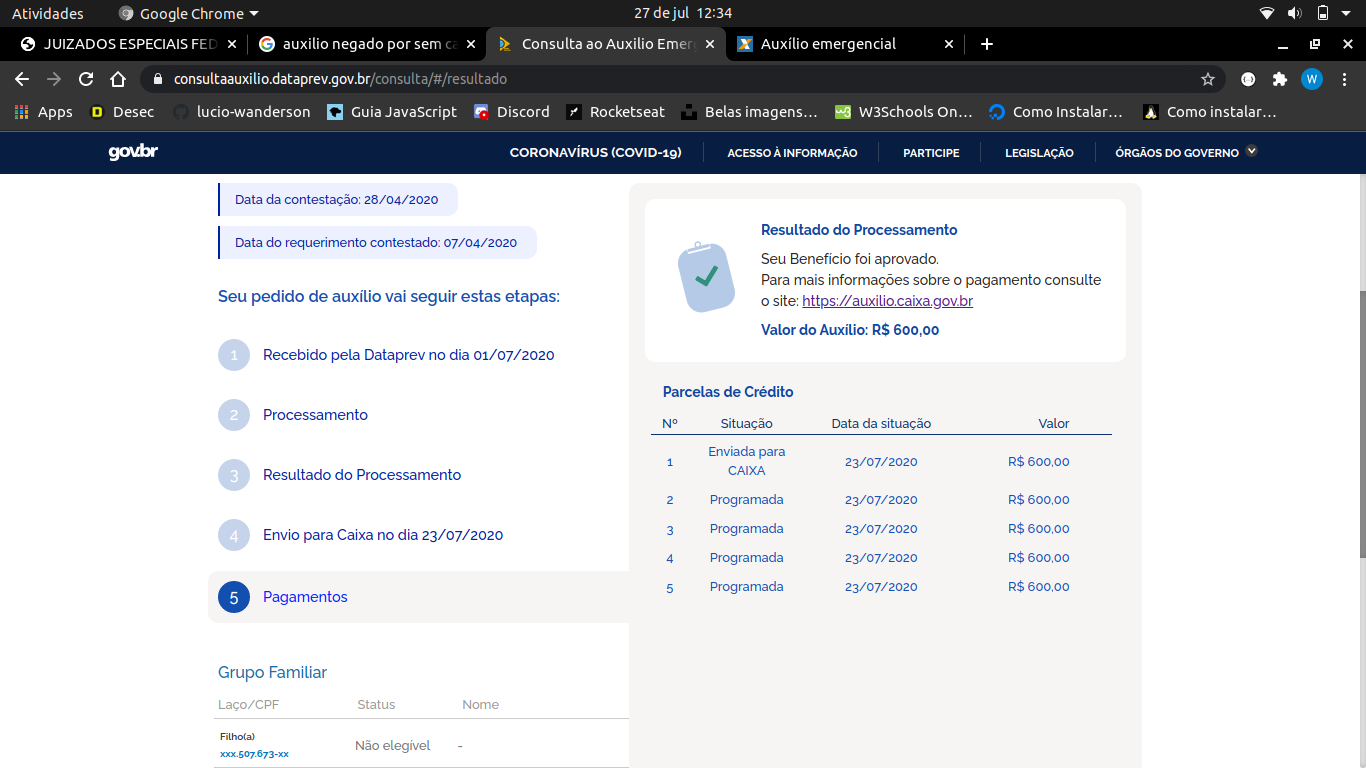 Atividades
Google Chrome
27 de jul 12:34
JUIZADOS ESPECIAIS FED
auxilio negado por sem ca
Consulta ao Auxilio Emer
Auxílio emergencial
consultaauxilio.dataprev.gov.br/consulta/#/resultado
W
Apps
Desec
lucio-wanderson
Guia JavaScript
Discord
Rocketseat
Belas imagens…
W3Schools On…
Como Instalar…
Como instalar…
gov.br
CORONAVÍRUS (COVID-19)
ACESSO À INFORMAÇÃO
PARTICIPE
LEGISLAÇÃO
ÓRGÃOS DO GOVERNO
Data da contestação: 28/04/2020
Data do requerimento contestado: 07/04/2020
Seu pedido de auxílio vai seguir estas etapas:
1 Recebido pela Dataprev no dia 01/07/2020
2 Processamento
3 Resultado do Processamento
4 Envio para Caixa no dia 23/07/2020
5 Pagamentos
Grupo Familiar
Laço/CPF Status Nome
Filho(a)
xxx.507.673-xx
Não elegível -
Resultado do Processamento
Seu Benefício foi aprovado.
Para mais informações sobre o pagamento consulte
o site: https://auxilio.caixa.gov.br
Valor do Auxílio: R$ 600,00
Parcelas de Crédito
Nº Situação Data da situação Valor
1 Enviada para CAIXA 23/07/2020 R$ 600,00
2 Programada 23/07/2020 R$ 600,00
3 Programada 23/07/2020 R$ 600,00
4 Programada 23/07/2020 R$ 600,00
5 Programada 23/07/2020 R$ 600,00